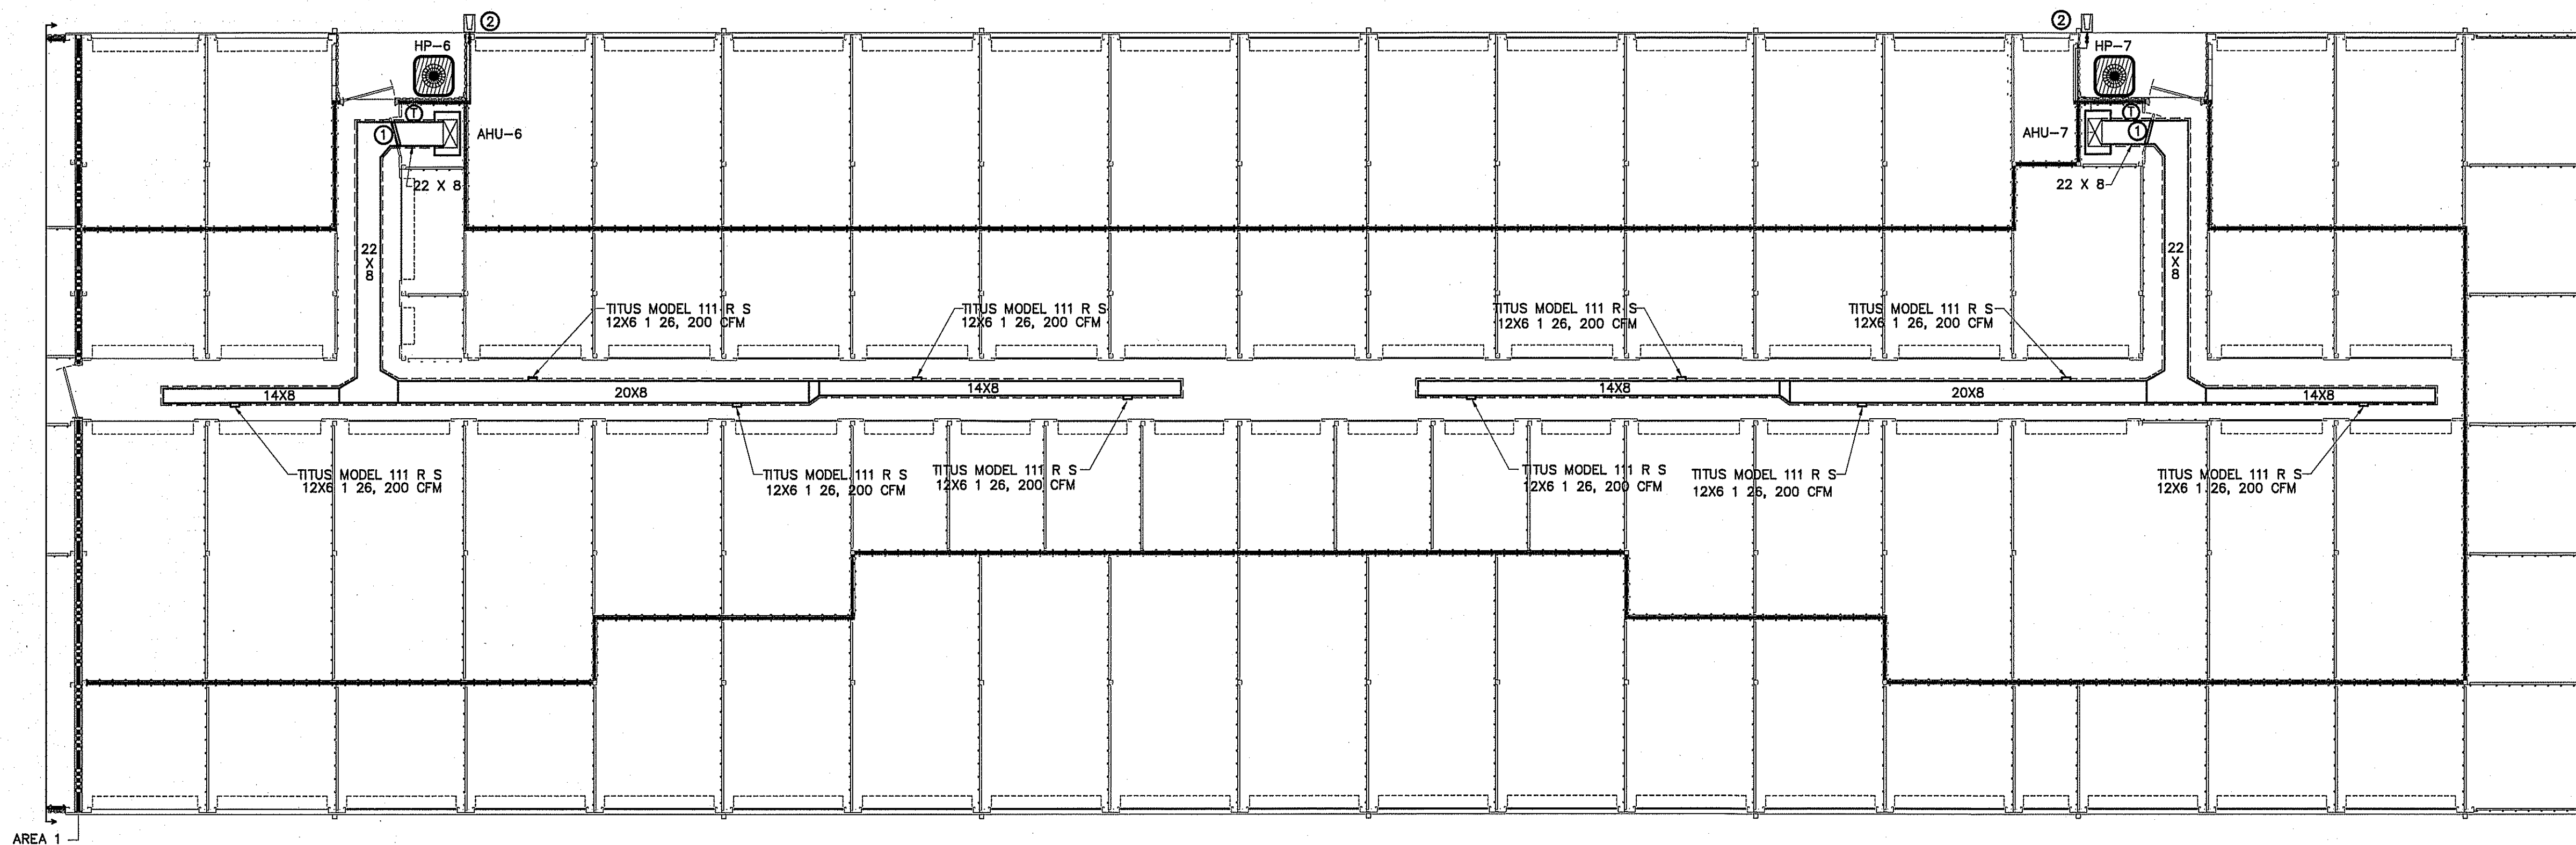 2
HP-6
2
HP-7
T
1
AHU-6
AHU-7
T
1
22 X 8
22 X 8
22
X
8
22
X
8
TITUS MODEL 111 R S
12X6 1 26, 200 CFM
TITUS MODEL 111 R S
12X6 1 26, 200 CFM
TITUS MODEL 111 R S
12X6 1 26, 200 CFM
TITUS MODEL 111 R S
12X6 1 26, 200 CFM
14X8
20X8
14X8
14X8
20X8
14X8
TITUS MODEL 111 R S
12X6 1 26, 200 CFM
TITUS MODEL 111 R S
12X6 1 26, 200 CFM
TITUS MODEL 111 R S
12X6 1 26, 200 CFM
TITUS MODEL 111 R S
12X6 1 26, 200 CFM
TITUS MODEL 111 R S
12X6 1 26, 200 CFM
TITUS MODEL 111 R S
12X6 1 26, 200 CFM
AREA 1